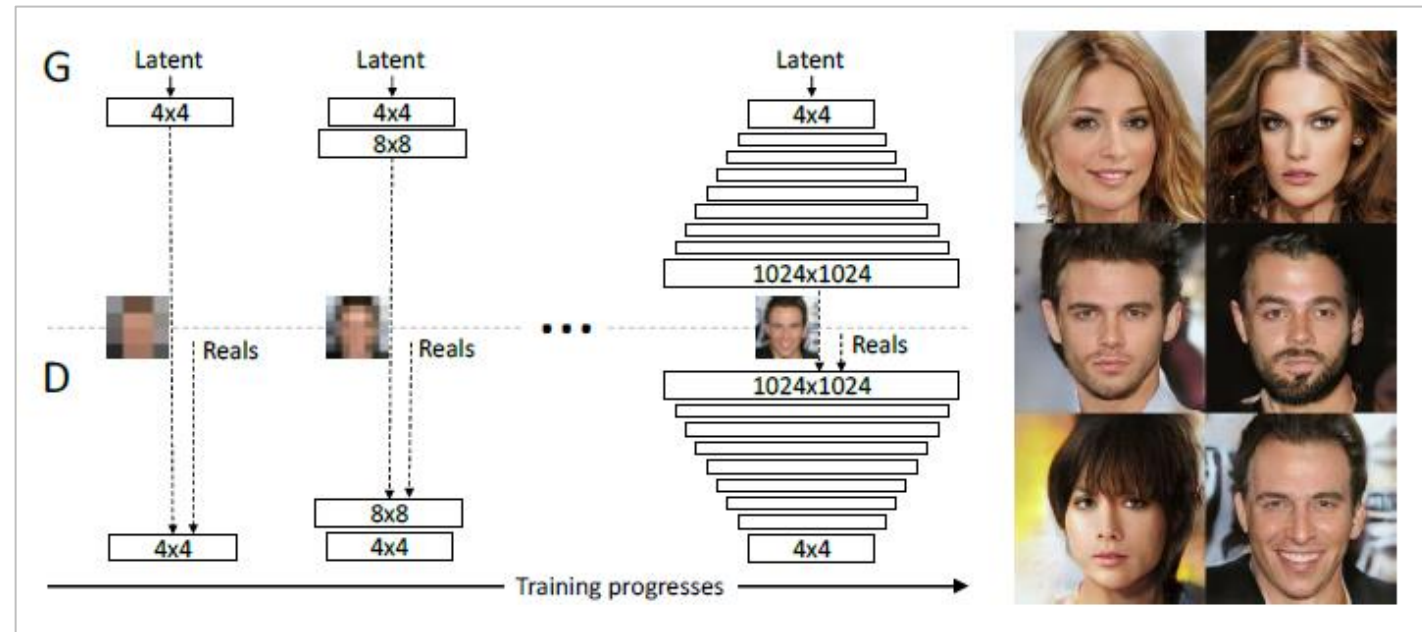 G
Latent
Latent
Latent
4x4
4x4
4x4
8x8
1024x1024
...
Reals
Reals
Reals
D
1024x1024
8x8
4x4
4x4
4x4
Training progresses